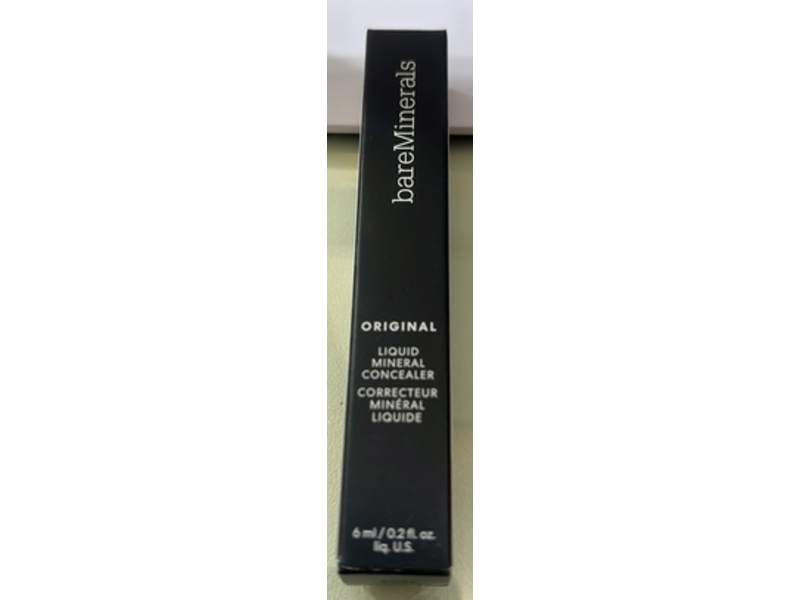 bareMinerals
ORIGINAL
LIQUID
MINERAL
CONCEALER
CORRECTEUR
MINÉRAL
LIQUIDE
6 ml / 0.2 fl. oz.
liq. U.S.